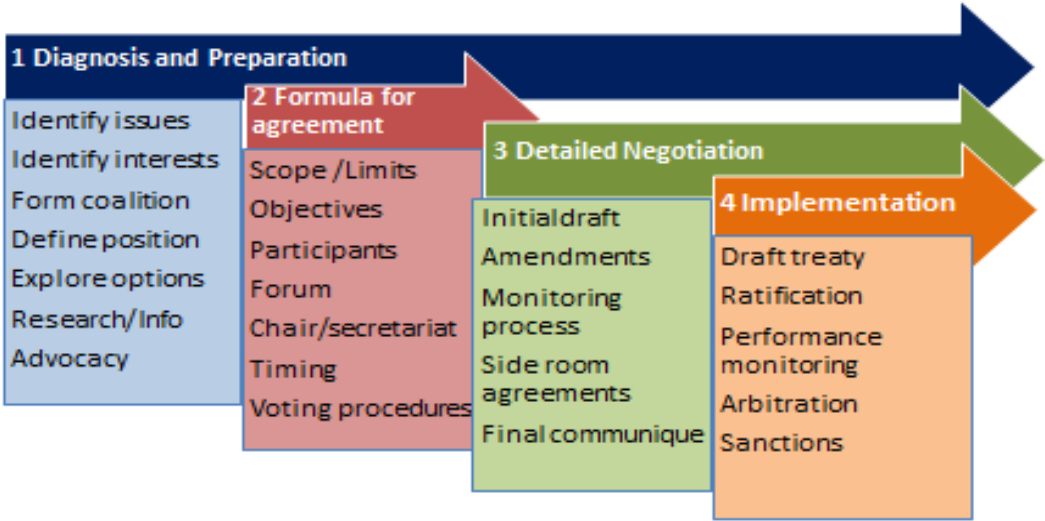 1 Diagnosis and Preparation
Identify issues
Identify interests
Form coalition
Define position
Explore options
Research/Info
Advocacy
2 Formula for
agreement
Scope /Limits
Objectives
Participants
Forum
Chair/secretariat
Timing
Voting procedures
3 Detailed Negotiation
Initial draft
Amendments
Monitoring
process
Side room
agreements
Final communique
4 Implementation
Draft treaty
Ratification
Performance
monitoring
Arbitration
Sanctions